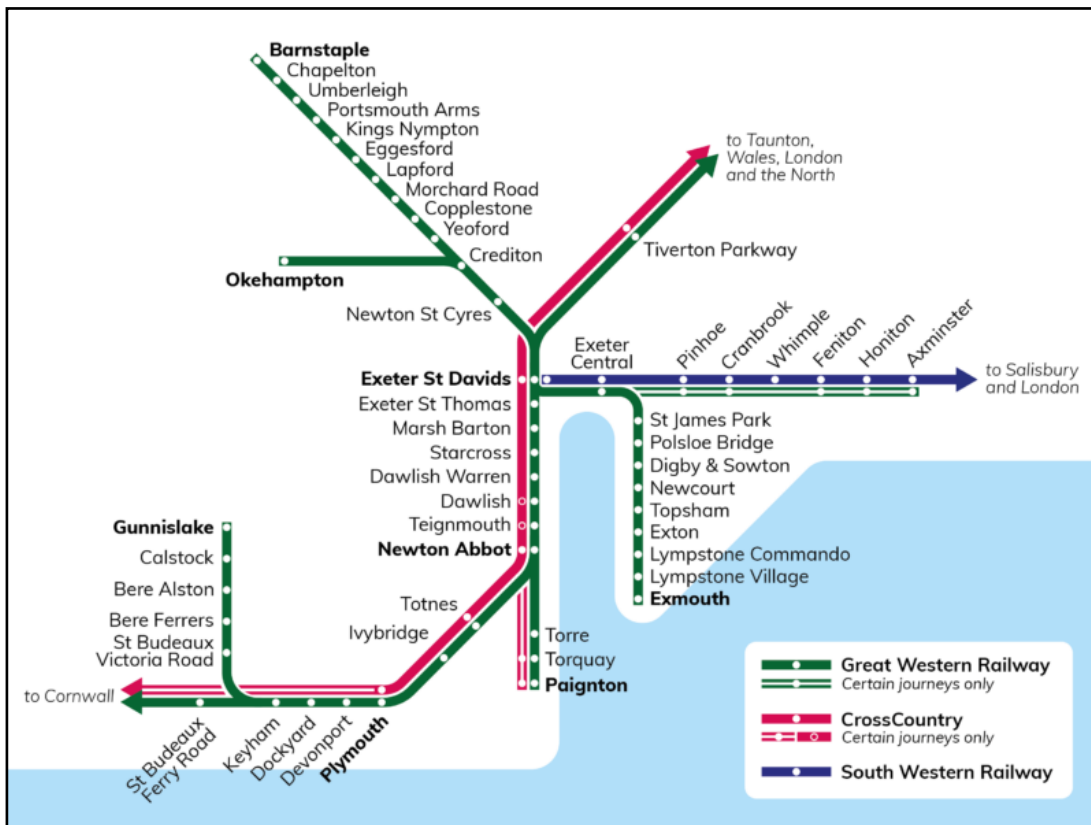 Barnstaple
Chapelton
Umberleigh
Portsmouth Arms
Kings Nympton
Eggesford
Lapford
Morchard Road
Copplestone
Yeoford
Crediton
Okehampton
Newton St Cyres
to Taunton,
Wales, London
and the North
Tiverton Parkway
Exeter
Central
Pinhoe
Cranbrook
Whimple
Feniton
Honiton
Axminster
to Salisbury
and London
Exeter St Davids
Exeter St Thomas
Marsh Barton
Starcross
Dawlish Warren
Dawlish
Teignmouth
Newton Abbot
St James Park
Polsloe Bridge
Digby & Sowton
Newcourt
Topsham
Exton
Lympstone Commando
Lympstone Village
Exmouth
Gunnislake
Calstock
Bere Alston
Bere Ferrers
St Budeaux
Victoria Road
Totnes
Ivybridge
Torre
Torquay
Paignton
to Cornwall
St Budeaux
Ferry Road
Keyham
Dockyard
Devonport
Plymouth
Great Western Railway
Certain journeys only
CrossCountry
Certain journeys only
South Western Railway